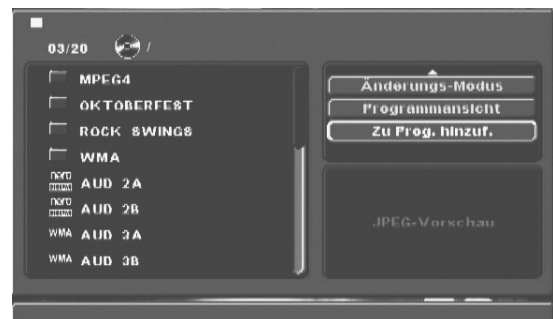 03/20 /
MPEG4
OKTOBERFEST
ROCK SWINGS
WMA
nero AUD 2A
nero AUD 2B
WMA AUD 3A
WMA AUD 3B
Änderungs-Modus
Programmansicht
Zu Prog. hinzuf.
JPEG-Vorschau